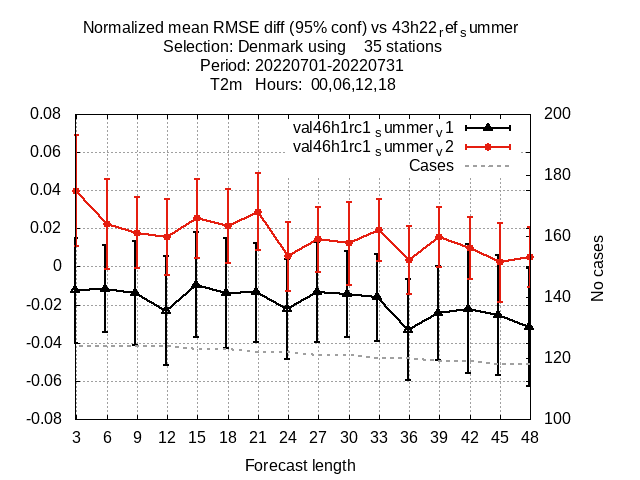 Normalized mean RMSE diff (95% conf) vs 43h22ᵣefₛummer
Selection: Denmark using 35 stations
Period: 20220701-20220731
T2m Hours: 00,06,12,18
0.08
0.06
0.04
0.02
0
-0.02
-0.04
-0.06
-0.08
val46h1rc1ₛummerᵥ1
val46h1rc1ₛummerᵥ2
Cases
200
180
160
140
120
100
No cases
3 6 9 12 15 18 21 24 27 30 33 36 39 42 45 48
Forecast length